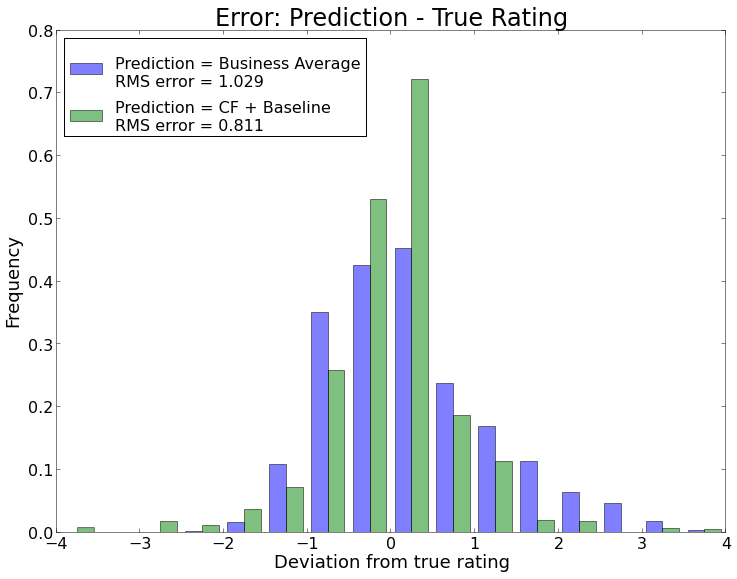 Error: Prediction - True Rating
Prediction = Business Average
RMS error = 1.029
Prediction = CF + Baseline
RMS error = 0.811
Frequency
0.8
0.7
0.6
0.5
0.4
0.3
0.2
0.1
0.0
−4 −3 −2 −1 0 1 2 3 4
Deviation from true rating